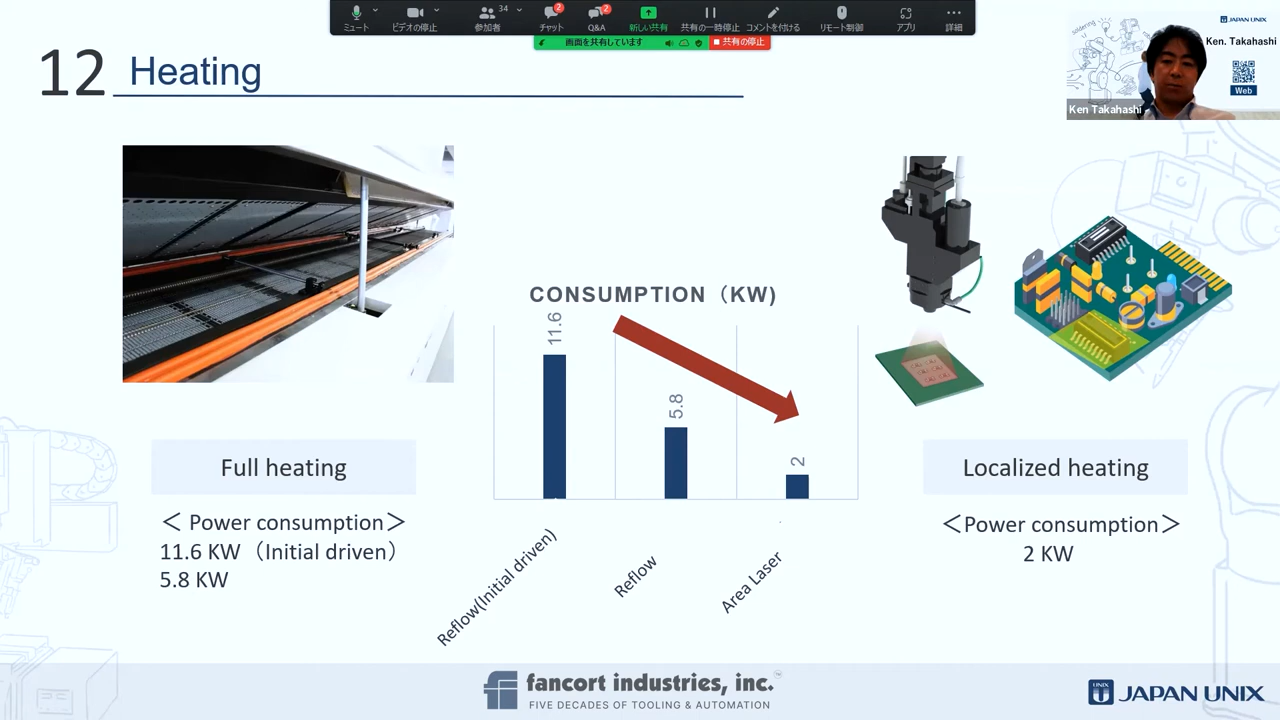 ミュート
ビデオの停止
34
参加者
2
チャット
2
Q&A
新しい共有
共有の一時停止
コメントを付ける
リモート制御
アプリ
詳細
画面を共有しています
共有の停止
JAPAN UNIX
Ken. Takahashi
Web
Ken Takahashi
soldering
12 Heating
CONSUMPTION（KW)
11.6
5.8
2
Reflow(Initial driven)
Reflow
Area Laser
Full heating
＜ Power consumption＞
11.6 KW（Initial driven）
5.8 KW
Localized heating
＜Power consumption＞
2 KW
fancort industries, inc.™
FIVE DECADES OF TOOLING & AUTOMATION
UNIX
JAPAN UNIX